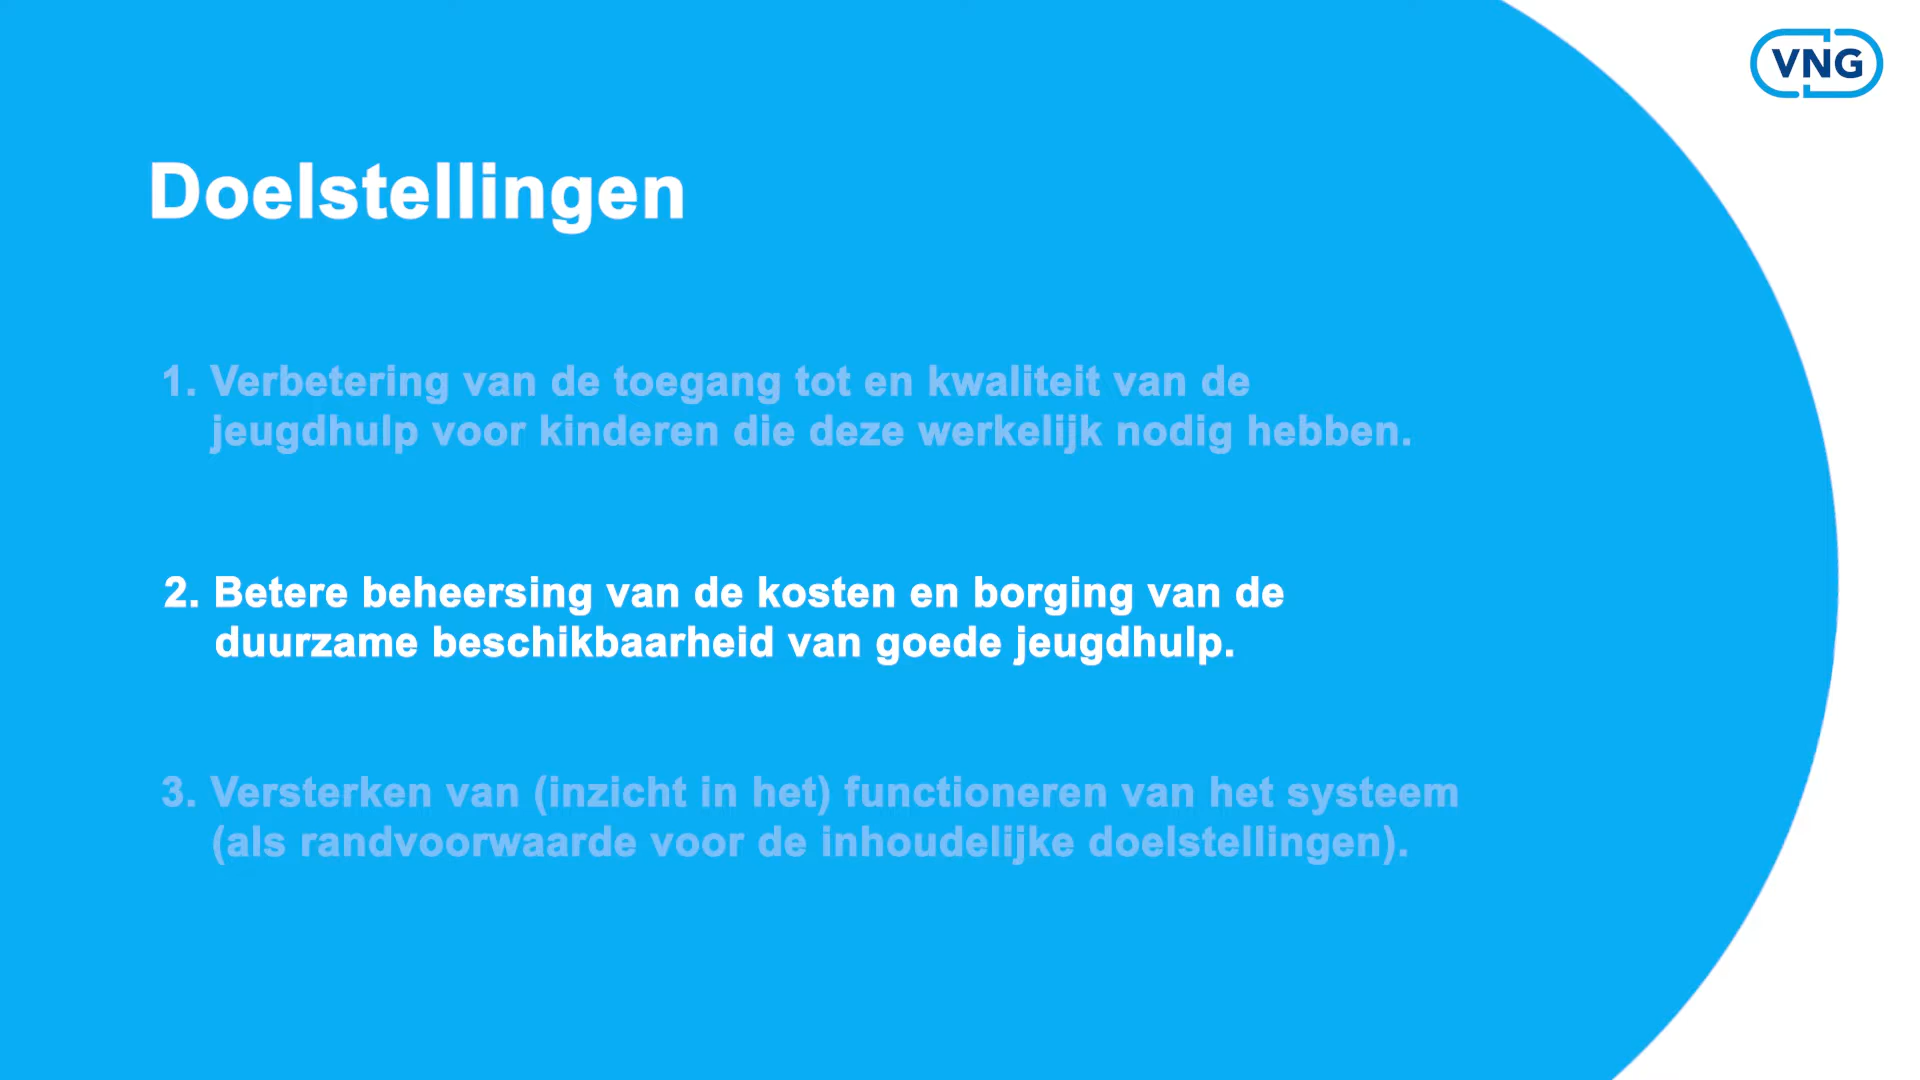 VNG
Doelstellingen
1. Verbetering van de toegang tot en kwaliteit van de
jeugdhulp voor kinderen die deze werkelijk nodig hebben.
2. Betere beheersing van de kosten en borging van de
duurzame beschikbaarheid van goede jeugdhulp.
3. Versterken van (inzicht in het) functioneren van het systeem
(als randvoorwaarde voor de inhoudelijke doelstellingen).